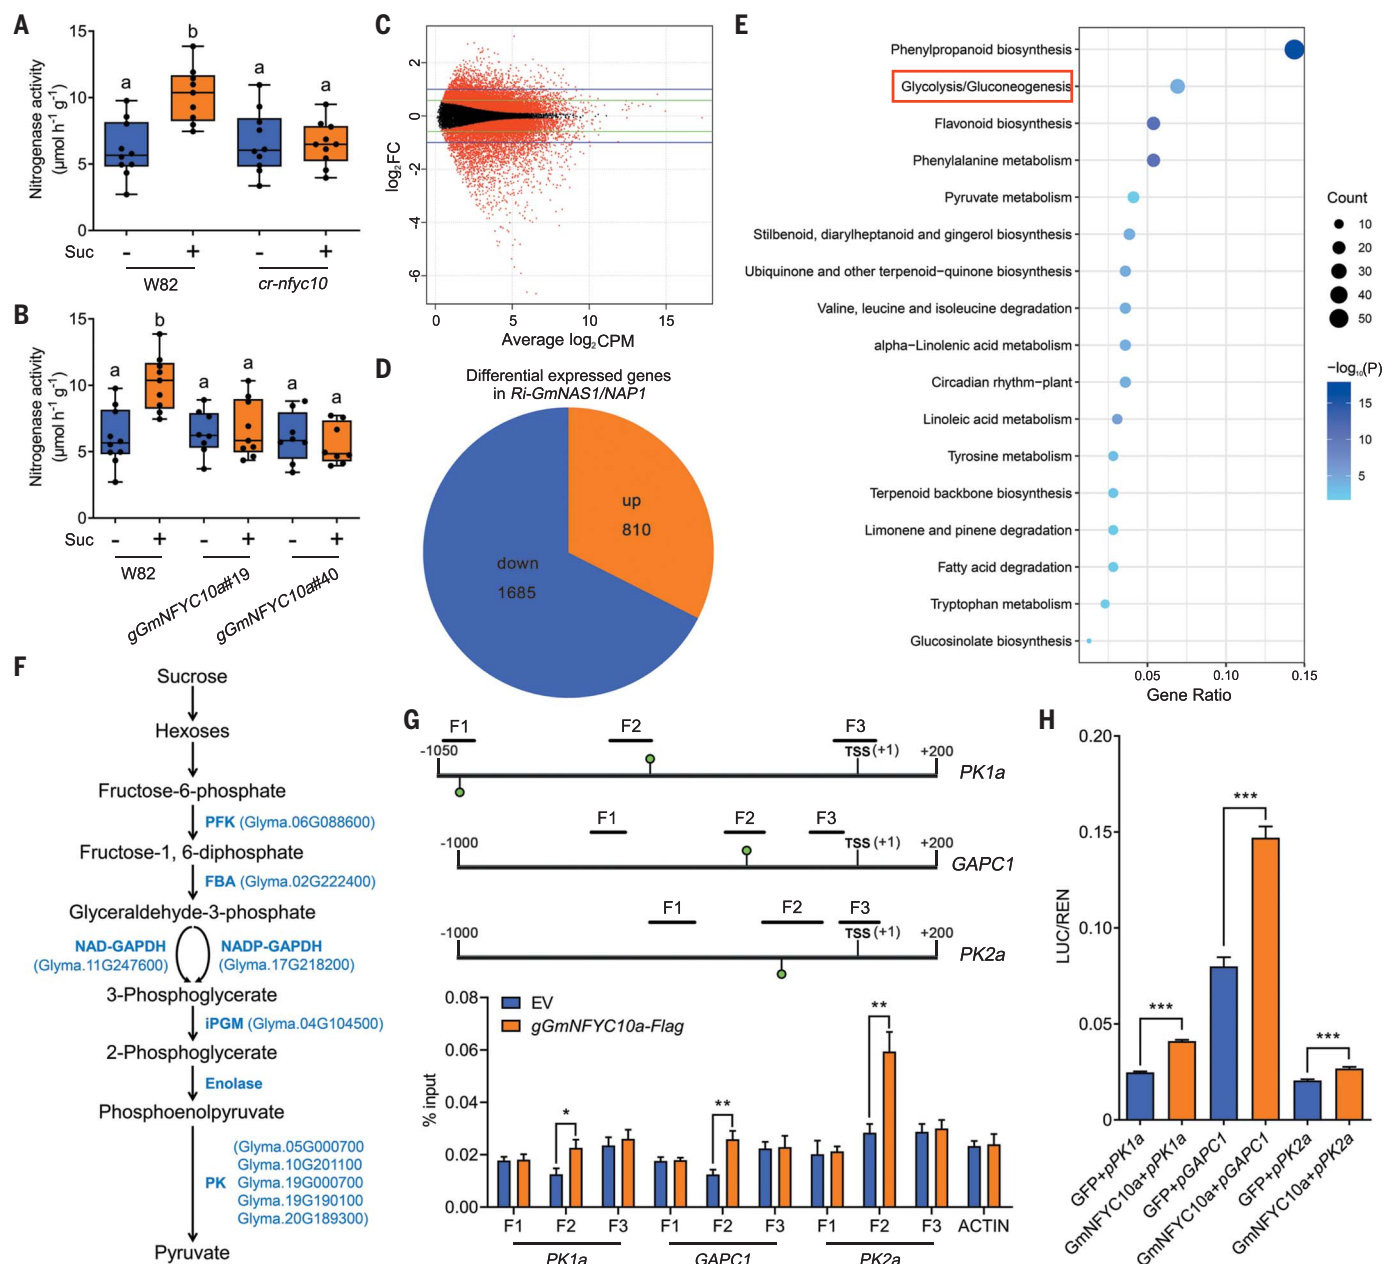 A
Nitrogenase activity
(µmol h⁻¹ g⁻¹)
15
10
5
0
a
b
a
a
Suc - + - +
W82 cr-nfyc10
B
Nitrogenase activity
(µmol h⁻¹ g⁻¹)
15
10
5
0
a
b
a
a
a
a
Suc - + - + - +
W82 gGmNFYC10a#19 gGmNFYC10a#40
C
log₂FC
2
0
-2
-4
-6
0 5 10 15
Average log₂CPM
D
Differential expressed genes
in Ri-GmNAS1/NAP1
up
810
down
1685
E
Phenylpropanoid biosynthesis
Glycolysis/Gluconeogenesis
Flavonoid biosynthesis
Phenylalanine metabolism
Pyruvate metabolism
Stilbenoid, diarylheptanoid and gingerol biosynthesis
Ubiquinone and other terpenoid−quinone biosynthesis
Valine, leucine and isoleucine degradation
alpha−Linolenic acid metabolism
Circadian rhythm−plant
Linoleic acid metabolism
Tyrosine metabolism
Terpenoid backbone biosynthesis
Limonene and pinene degradation
Fatty acid degradation
Tryptophan metabolism
Glucosinolate biosynthesis
0.05 0.10 0.15
Gene Ratio
Count
10
20
30
40
50
−log₁₀(P)
15
10
5
F
Sucrose
Hexoses
Fructose-6-phosphate
PFK (Glyma.06G088600)
Fructose-1, 6-diphosphate
FBA (Glyma.02G222400)
Glyceraldehyde-3-phosphate
NAD-GAPDH NADP-GAPDH
(Glyma.11G247600) (Glyma.17G218200)
3-Phosphoglycerate
iPGM (Glyma.04G104500)
2-Phosphoglycerate
Enolase
Phosphoenolpyruvate
(Glyma.05G000700
Glyma.10G201100
PK Glyma.19G000700
Glyma.19G190100
Glyma.20G189300)
Pyruvate
G
F1 F2 F3
-1050 TSS (+1) +200
PK1a
F1 F2 F3
-1000 TSS (+1) +200
GAPC1
F1 F2 F3
-1000 TSS (+1) +200
PK2a
% input
0.08
0.06
0.04
0.02
0.00
EV
gGmNFYC10a-Flag
*
**
**
F1 F2 F3 F1 F2 F3 F1 F2 F3 ACTIN
PK1a GAPC1 PK2a
H
LUC/REN
0.20
0.15
0.10
0.05
0
***
***
***
GFP+pPK1a
GmNFYC10a+pPK1a
GFP+pGAPC1
GmNFYC10a+pGAPC1
GFP+pPK2a
GmNFYC10a+pPK2a